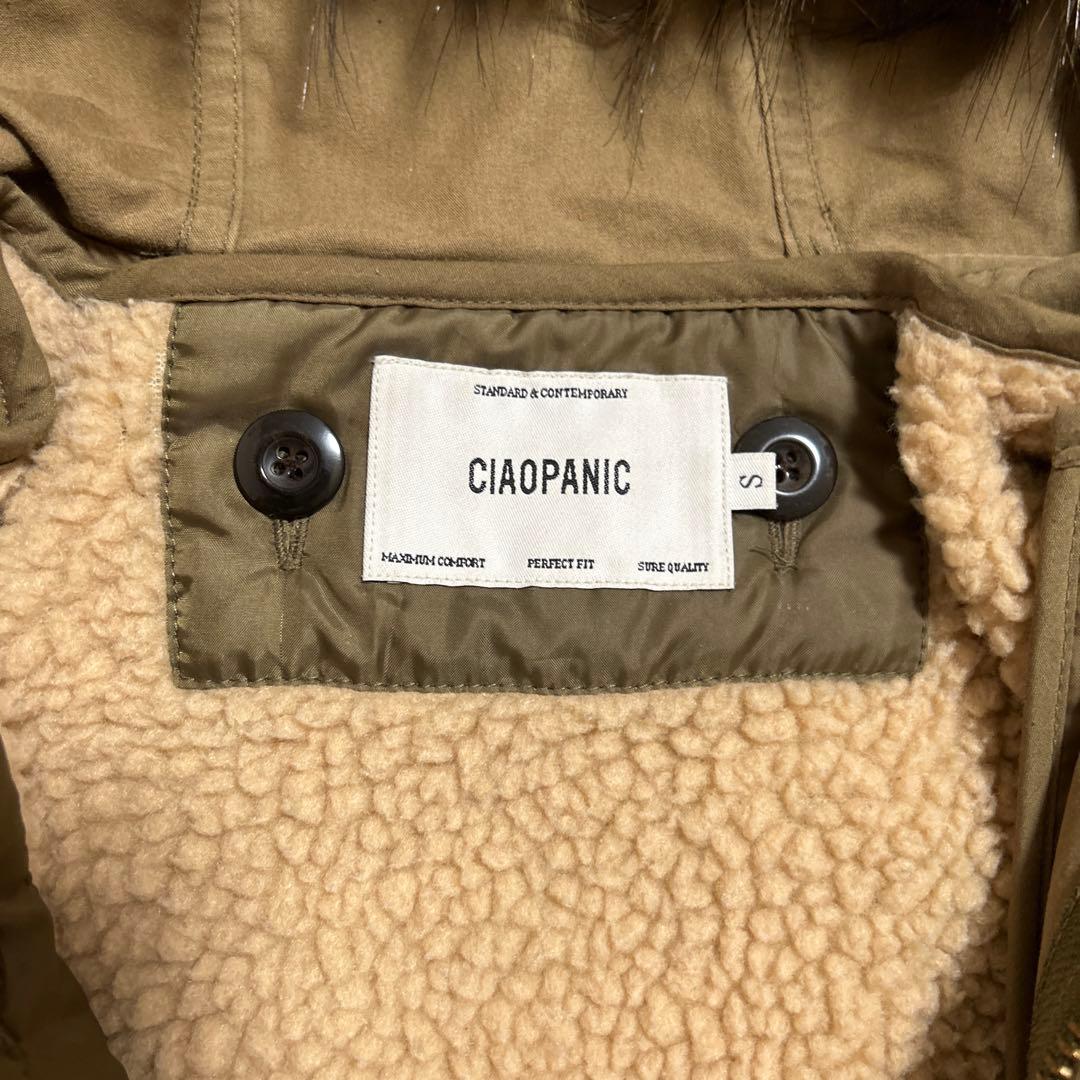 STANDARD & CONTEMPORARY
CIAOPANIC
S
MAXIMUM COMFORT PERFECT FIT SURE QUALITY